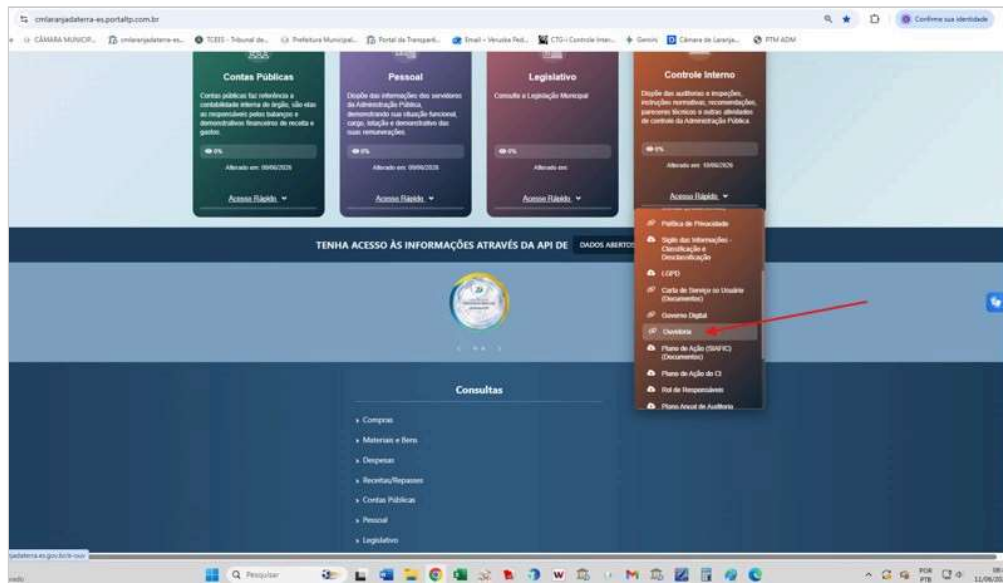 cmlaranjadaterra-es.portaltp.com.br
Confirme sua identidade
CÂMARA MUNICIP...
cmlaranjadaterra-es...
TCEES - Tribunal de...
Prefeitura Municipal...
Portal da Transparê...
Email – Veruska Fed...
CTG-i Controle Inter...
Gemini
Câmara de Laranja...
PTM ADM
Contas Públicas
Contas públicas faz referência a
contabilidade interna do órgão, são elas
as responsáveis pelos balanços e
demonstrativos financeiros de receita e
gastos.
0%
Alterado em: 09/06/2026
Acesso Rápido
Pessoal
Dispõe das informações dos servidores
da Administração Pública,
demonstrando sua situação funcional,
cargo, lotação e demonstrativo das
suas remunerações.
0%
Alterado em: 09/06/2026
Acesso Rápido
Legislativo
Consulte a Legislação Municipal
0%
Alterado em:
Acesso Rápido
Controle Interno
Dispõe das auditorias e inspeções,
instruções normativas, recomendações,
pareceres técnicos e outras atividades
de controle da Administração Pública.
0%
Alterado em: 10/06/2026
Acesso Rápido
Política de Privacidade
Sigilo das Informações -
Classificação e
Desclassificação
LGPD
Carta de Serviço ao Usuário
(Documentos)
Governo Digital
Ouvidoria
Plano de Ação (SIAFIC)
(Documentos)
Plano de Ação do CI
Rol de Responsáveis
Plano Anual de Auditoria
TENHA ACESSO ÀS INFORMAÇÕES ATRAVÉS DA API DE
DADOS ABERTOS
Consultas
Compras
Materiais e Bens
Despesas
Receitas/Repasses
Contas Públicas
Pessoal
Legislativo
Pesquisar
POR
PTB